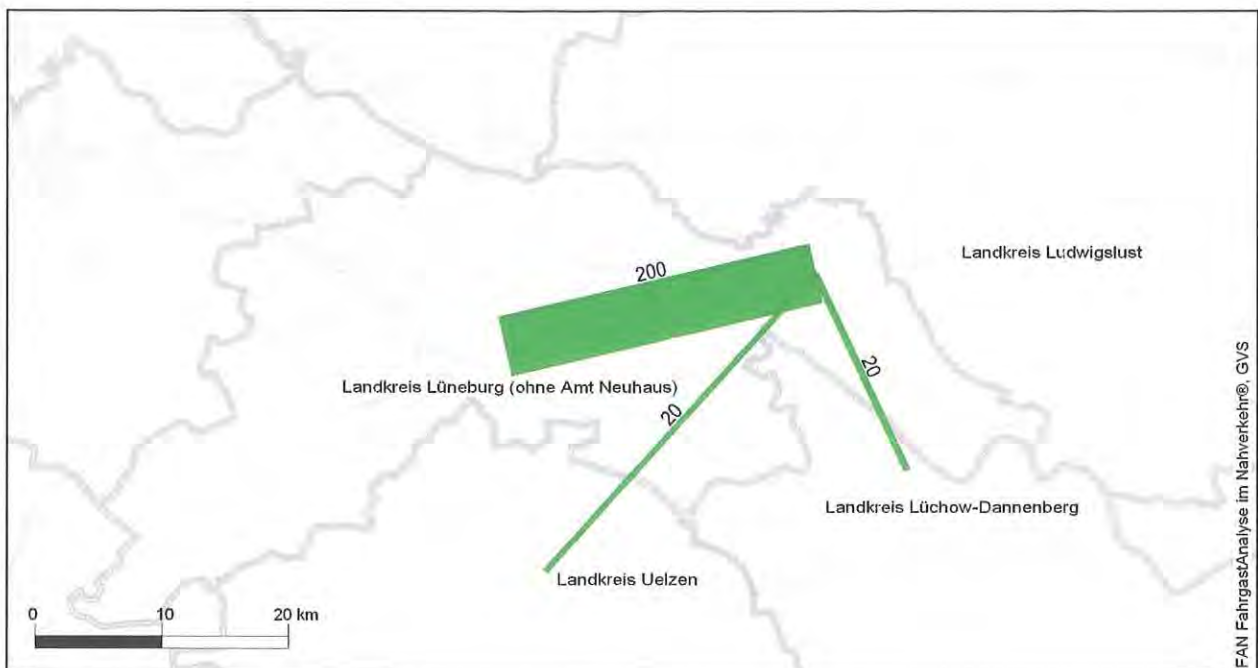 Landkreis Ludwigslust
200
Landkreis Lüneburg (ohne Amt Neuhaus)
20
20
Landkreis Lüchow-Dannenberg
Landkreis Uelzen
0 10 20 km
FAN FahrgastAnalyse im Nahverkehr®, GVS